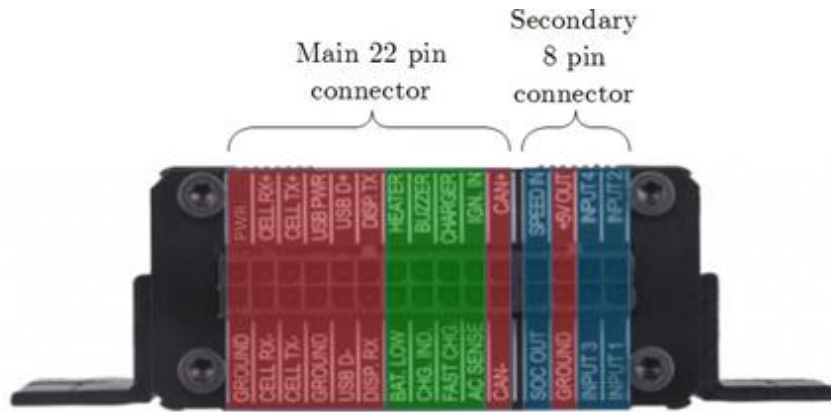 Secondary
Main 22 pin
8 pin
connector
connector
PWR
CELL RX+
CELL TX+
USB PWR
USB D+
DISP TX
HEATER
BUZZER
CHARGER
IGN. IN
CAN+
SPEED IN
+5V OUT
INPUT 4
INPUT 2
GROUND
CELL RX-
CELL TX-
GROUND
USB D-
DISP RX
BAT. LOW
CHG. IND.
FAST CHG.
AC SENSE
CAN-
SOC OUT
GROUND
INPUT 3
INPUT 1